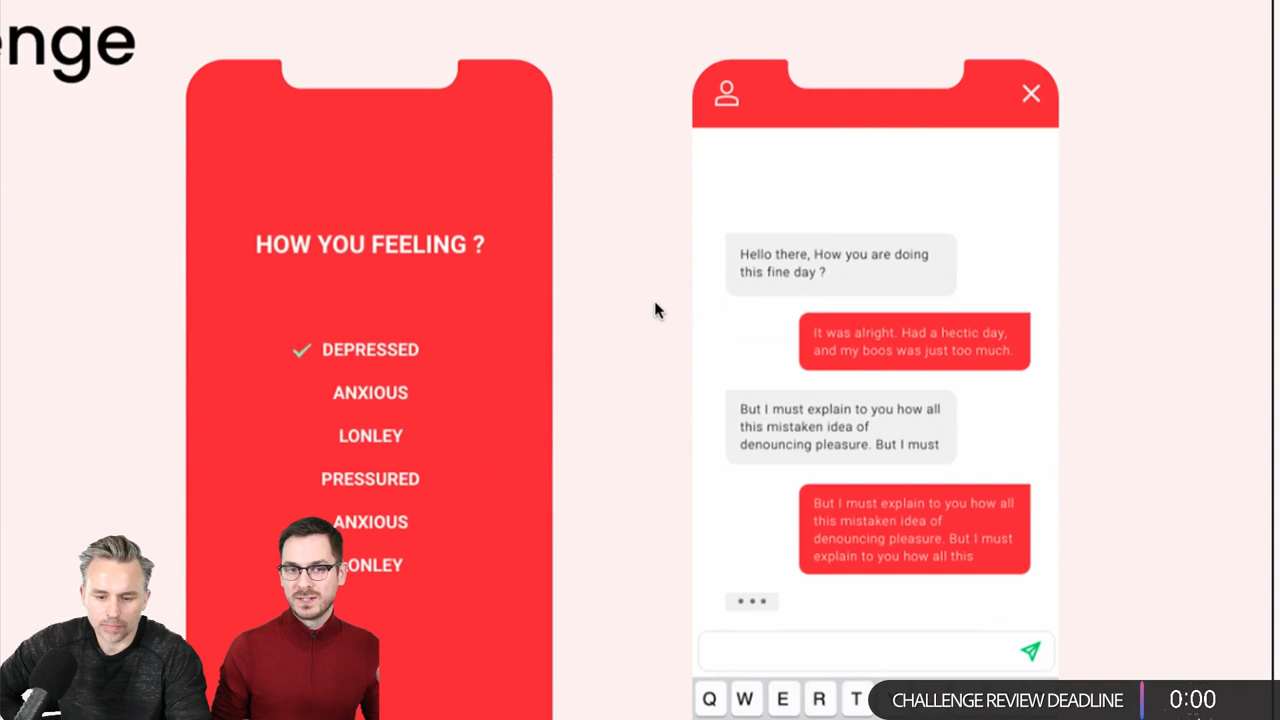 enge
HOW YOU FEELING ?
DEPRESSED
ANXIOUS
LONLEY
PRESSURED
ANXIOUS
ONLEY
Hello there, How you are doing
this fine day ?
It was alright. Had a hectic day,
and my boos was just too much.
But I must explain to you how all
this mistaken idea of
denouncing pleasure. But I must
But I must explain to you how all
this mistaken idea of
denouncing pleasure. But I must
explain to you how all this
Q W E R T
CHALLENGE REVIEW DEADLINE 0:00